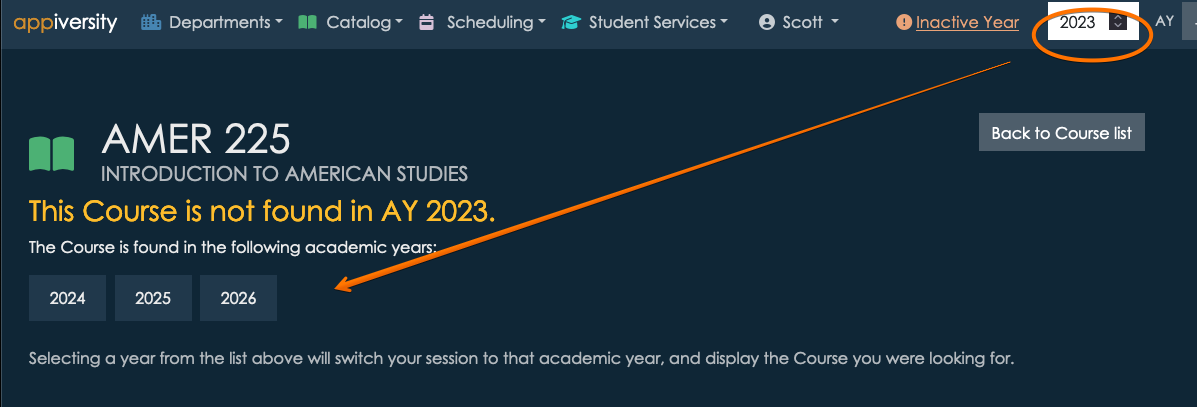 appiversity Departments Catalog Scheduling Student Services Scott Inactive Year 2023 AY
AMER 225
Back to Course list
INTRODUCTION TO AMERICAN STUDIES
This Course is not found in AY 2023.
The Course is found in the following academic years:
2024 2025 2026
Selecting a year from the list above will switch your session to that academic year, and display the Course you were looking for.